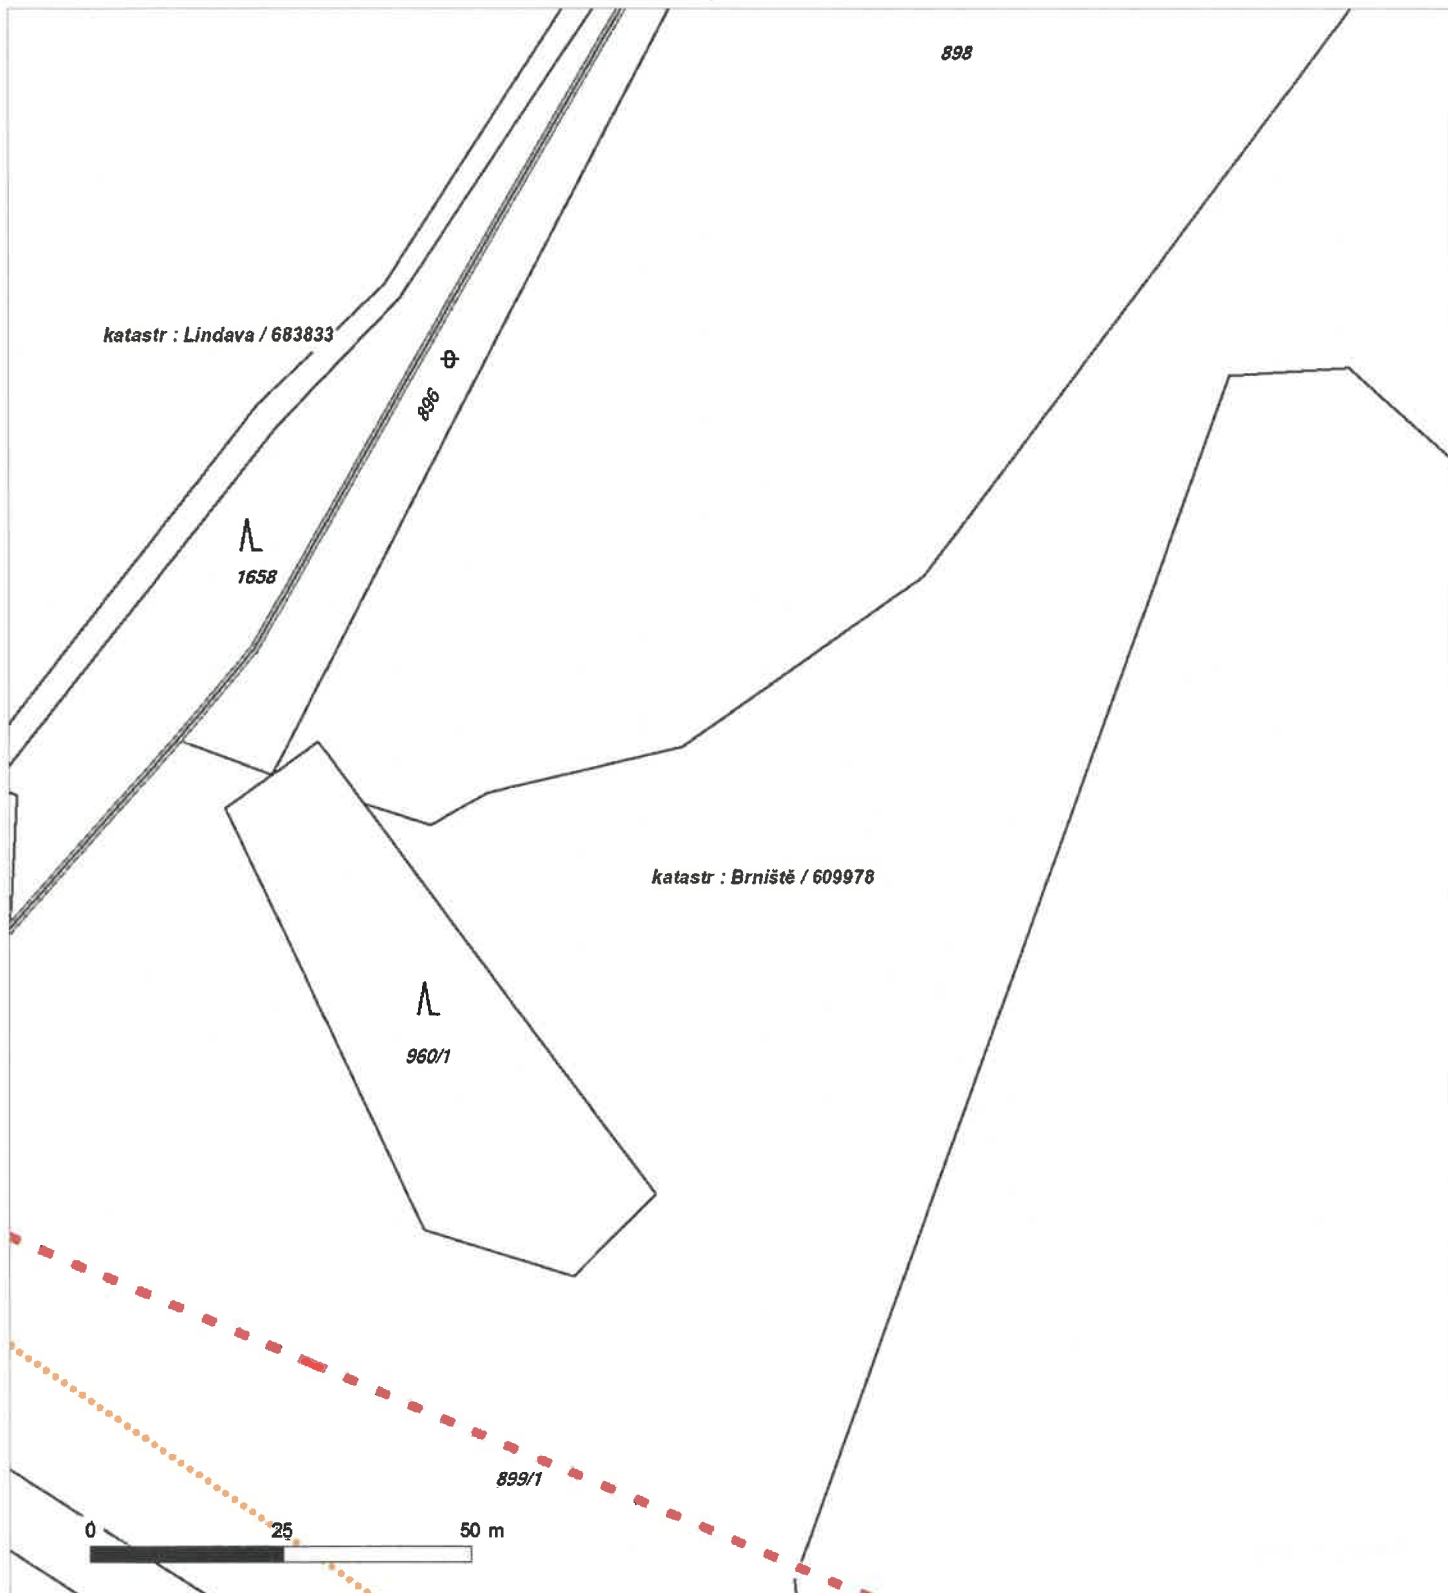 898
katastr : Lindava / 683833
896
1658
katastr : Brniště / 609978
960/1
899/1
0 25 50 m